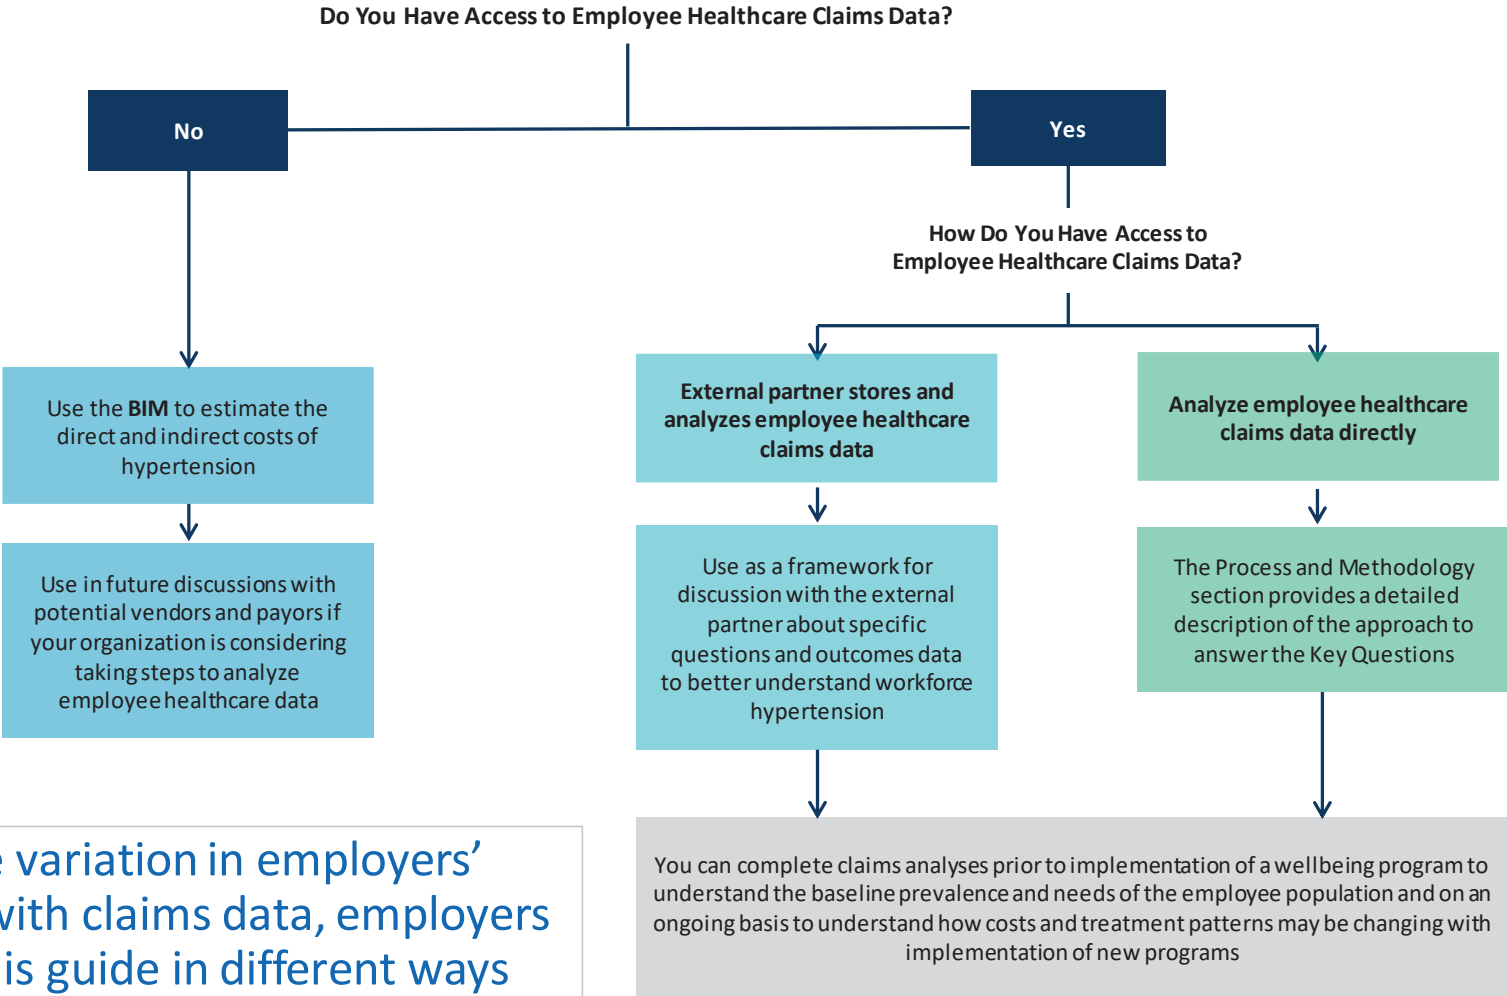 Do You Have Access to Employee Healthcare Claims Data?
No
Yes
How Do You Have Access to
Employee Healthcare Claims Data?
Use the BIM to estimate the
direct and indirect costs of
hypertension
Use in future discussions with
potential vendors and payors if
your organization is considering
taking steps to analyze
employee healthcare data
External partner stores and
analyzes employee healthcare
claims data
Use as a framework for
discussion with the external
partner about specific
questions and outcomes data
to better understand workforce
hypertension
Analyze employee healthcare
claims data directly
The Process and Methodology
section provides a detailed
description of the approach to
answer the Key Questions
You can complete claims analyses prior to implementation of a wellbeing program to
understand the baseline prevalence and needs of the employee population and on an
ongoing basis to understand how costs and treatment patterns may be changing with
implementation of new programs
e variation in employers’
with claims data, employers
is guide in different ways